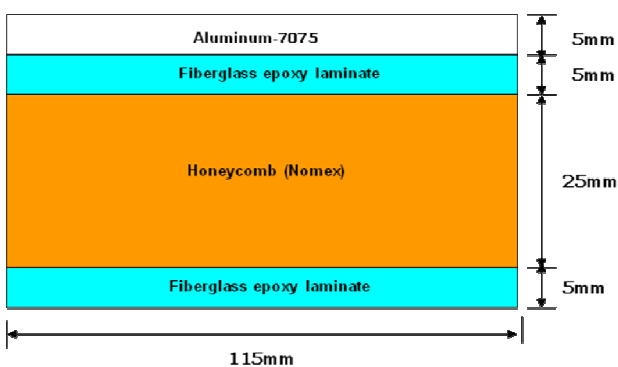 Aluminum-7075
5mm
Fiberglass epoxy laminate
5mm
Honeycomb (Nomex)
25mm
Fiberglass epoxy laminate
5mm
115mm